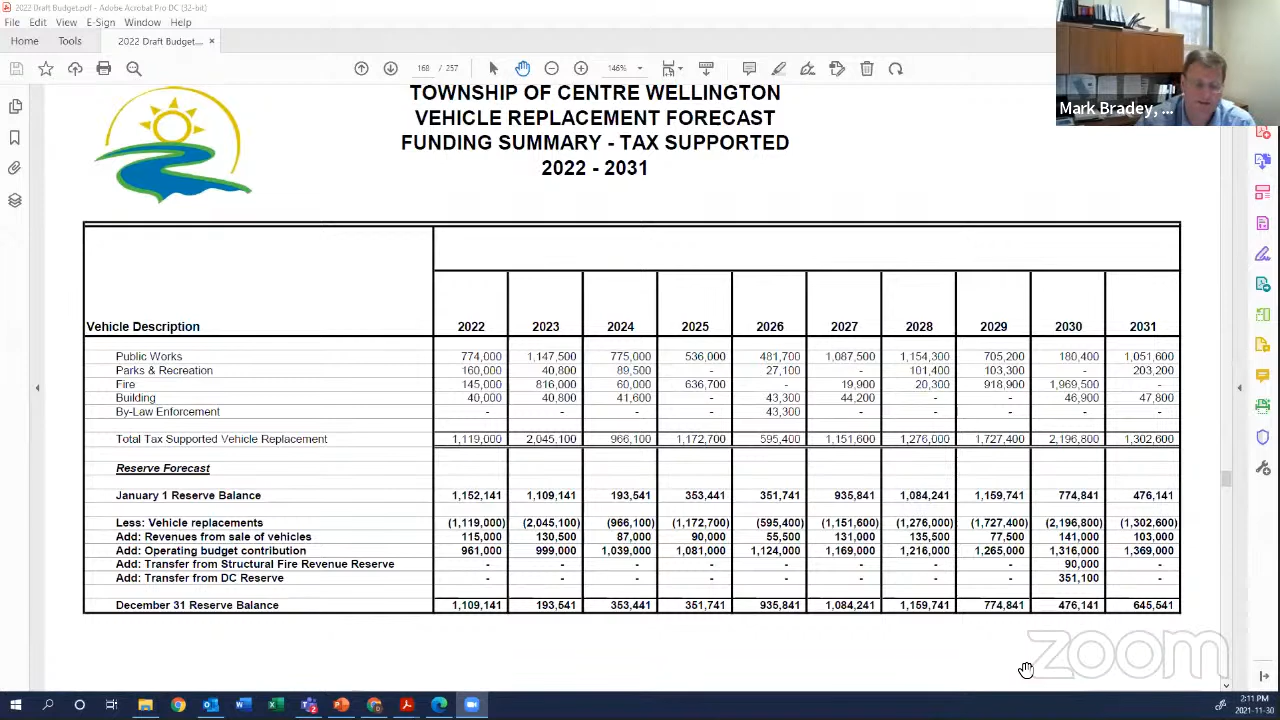 2022 Draft Budget.pdf - Adobe Acrobat Pro DC (32-bit)
File Edit View E-Sign Window Help
Home Tools 2022 Draft Budget... ×
168 / 257 146%
Mark Bradey, ...
TOWNSHIP OF CENTRE WELLINGTON
VEHICLE REPLACEMENT FORECAST
FUNDING SUMMARY - TAX SUPPORTED
2022 - 2031
Vehicle Description 2022 2023 2024 2025 2026 2027 2028 2029 2030 2031
Public Works 774,000 1,147,500 775,000 536,000 481,700 1,087,500 1,154,300 705,200 180,400 1,051,600
Parks & Recreation 160,000 40,800 89,500 - 27,100 - 101,400 103,300 - 203,200
Fire 145,000 816,000 60,000 636,700 - 19,900 20,300 918,900 1,969,500 -
Building 40,000 40,800 41,600 - 43,300 44,200 - - 46,900 47,800
By-Law Enforcement - - - - 43,300 - - - - -
Total Tax Supported Vehicle Replacement 1,119,000 2,045,100 966,100 1,172,700 595,400 1,151,600 1,276,000 1,727,400 2,196,800 1,302,600
Reserve Forecast
January 1 Reserve Balance 1,152,141 1,109,141 193,541 353,441 351,741 935,841 1,084,241 1,159,741 774,841 476,141
Less: Vehicle replacements (1,119,000) (2,045,100) (966,100) (1,172,700) (595,400) (1,151,600) (1,276,000) (1,727,400) (2,196,800) (1,302,600)
Add: Revenues from sale of vehicles 115,000 130,500 87,000 90,000 55,500 131,000 135,500 77,500 141,000 103,000
Add: Operating budget contribution 961,000 999,000 1,039,000 1,081,000 1,124,000 1,169,000 1,216,000 1,265,000 1,316,000 1,369,000
Add: Transfer from Structural Fire Revenue Reserve - - - - - - - - 90,000 -
Add: Transfer from DC Reserve - - - - - - - - 351,100 -
December 31 Reserve Balance 1,109,141 193,541 353,441 351,741 935,841 1,084,241 1,159,741 774,841 476,141 645,541
zoom
2:11 PM
2021-11-30